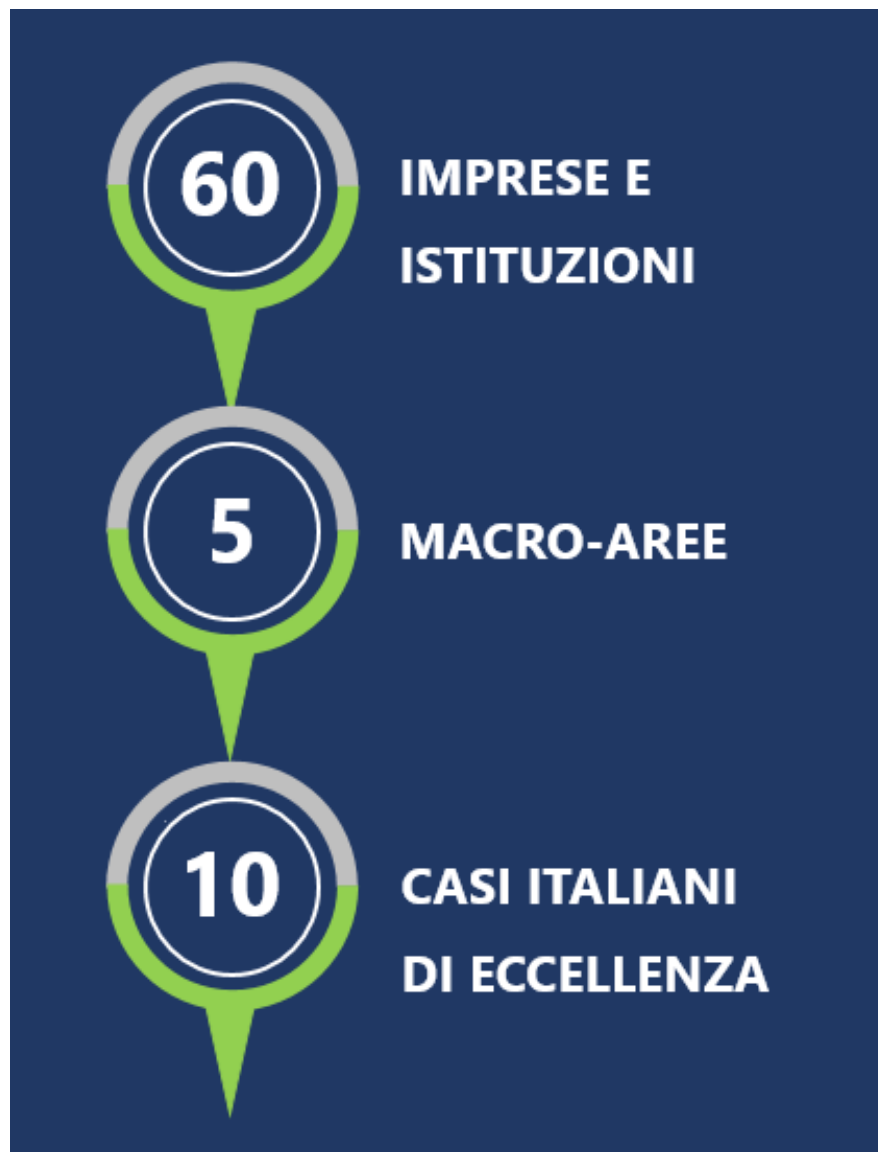 60
IMPRESE E
ISTITUZIONI
5
MACRO-AREE
10
CASI ITALIANI
DI ECCELLENZA